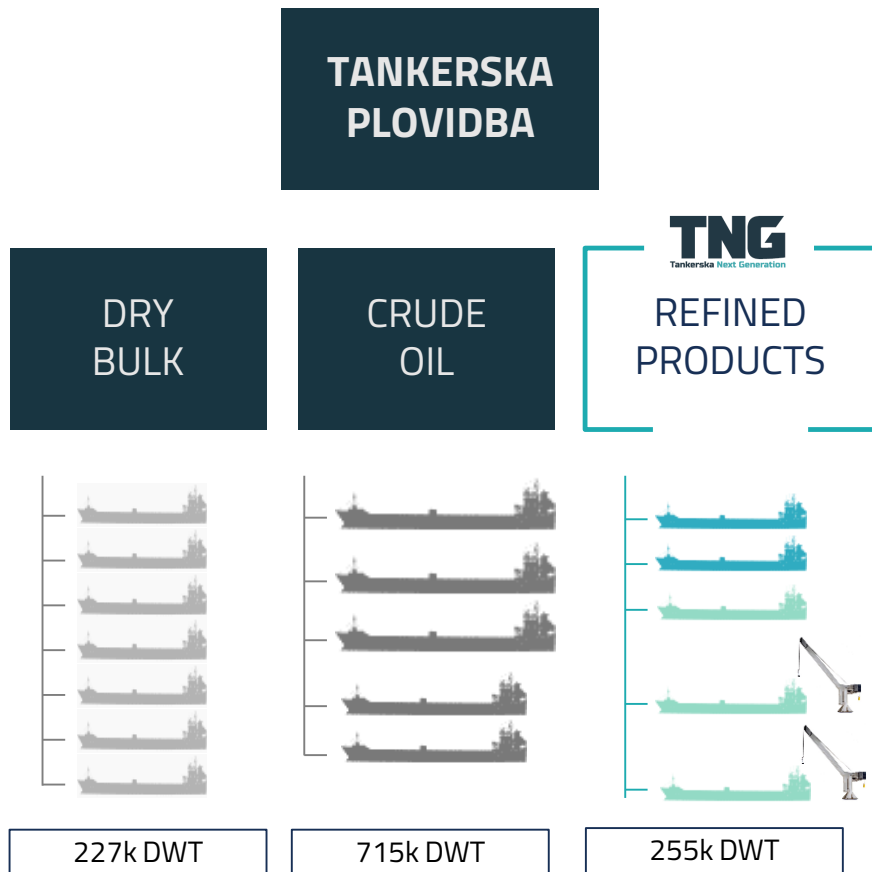 TANKERSKA
PLOVIDBA
TNG
Tankerska Next Generation
DRY
BULK
CRUDE
OIL
REFINED
PRODUCTS
227k DWT
715k DWT
255k DWT